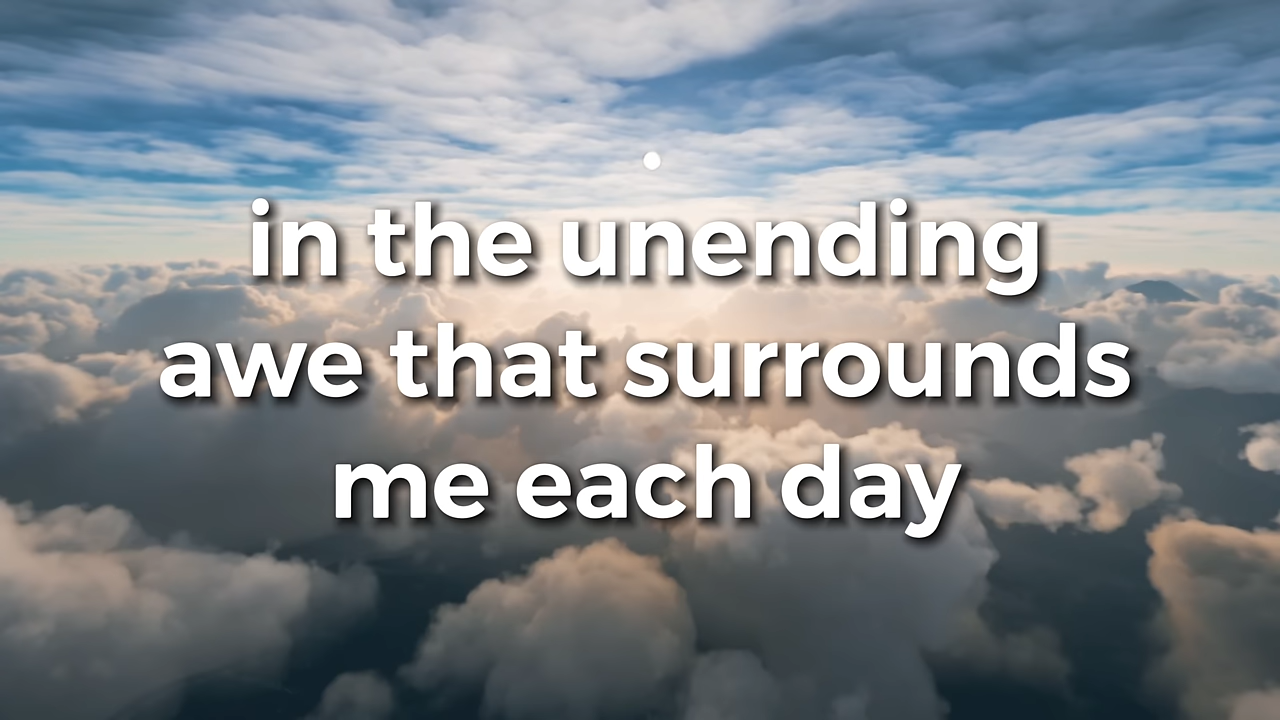 in the unending
awe that surrounds
me each day